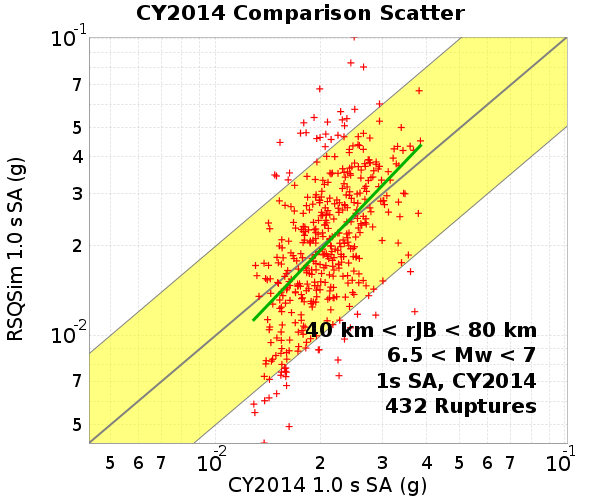 CY2014 Comparison Scatter
10-1
7
5
4
3
2
10-2
7
5
RSQSim 1.0 s SA (g)
40 km < rJB < 80 km
6.5 < Mw < 7
1s SA, CY2014
432 Ruptures
5 6 7 10-2 2 3 4 5 6 7 10-1
CY2014 1.0 s SA (g)